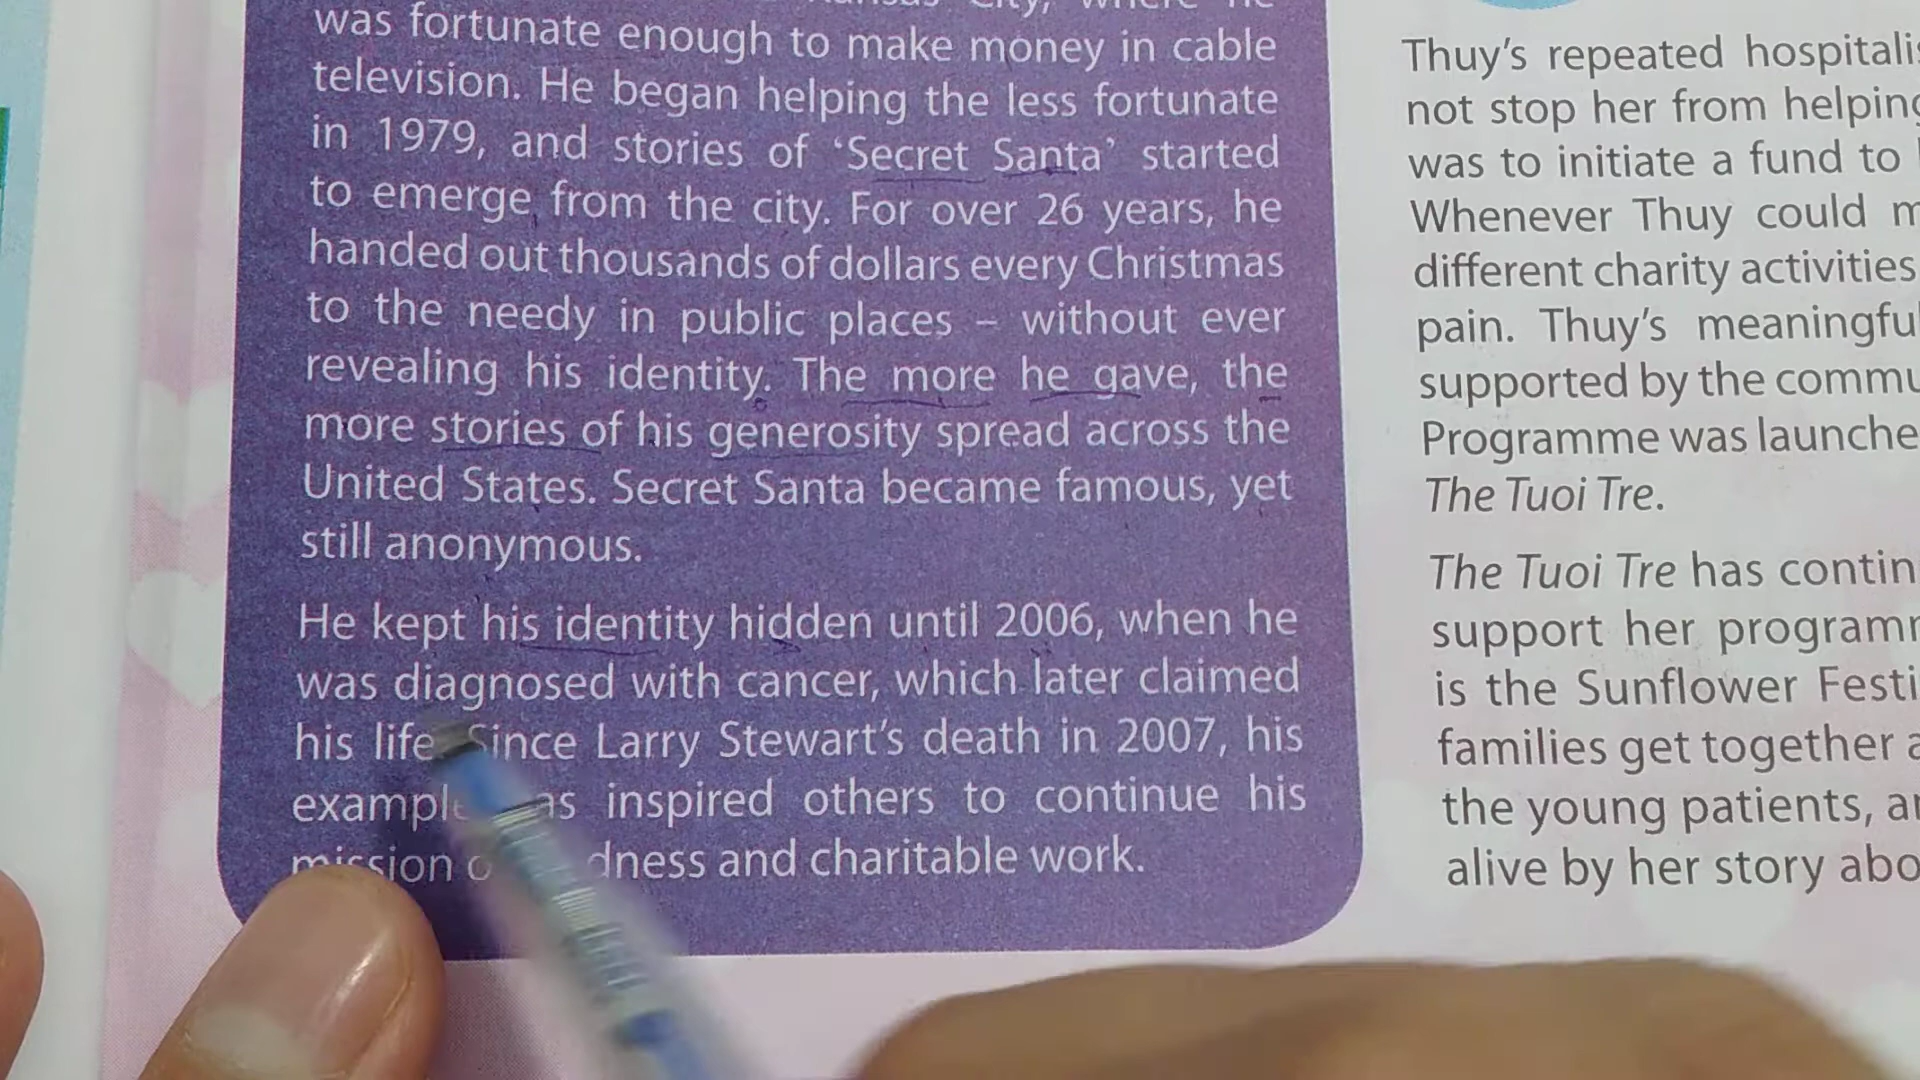 was fortunate enough to make money in cable
television. He began helping the less fortunate
in 1979, and stories of ‘Secret Santa’ started
to emerge from the city. For over 26 years, he
handed out thousands of dollars every Christmas
to the needy in public places – without ever
revealing his identity. The more he gave, the
more stories of his generosity spread across the
United States. Secret Santa became famous, yet
still anonymous.
He kept his identity hidden until 2006, when he
was diagnosed with cancer, which later claimed
his life. Since Larry Stewart’s death in 2007, his
inspired others to continue his
and charitable work.
Thuy’s repeated
not stop her from helping
was to initiate a fund to
Whenever Thuy could
different charity activities
pain. Thuy’s
supported by the
Programme was
The Tuoi Tre.
The Tuoi Tre has
support her
is the Sunflower
families get together
the young patients,
alive by her story